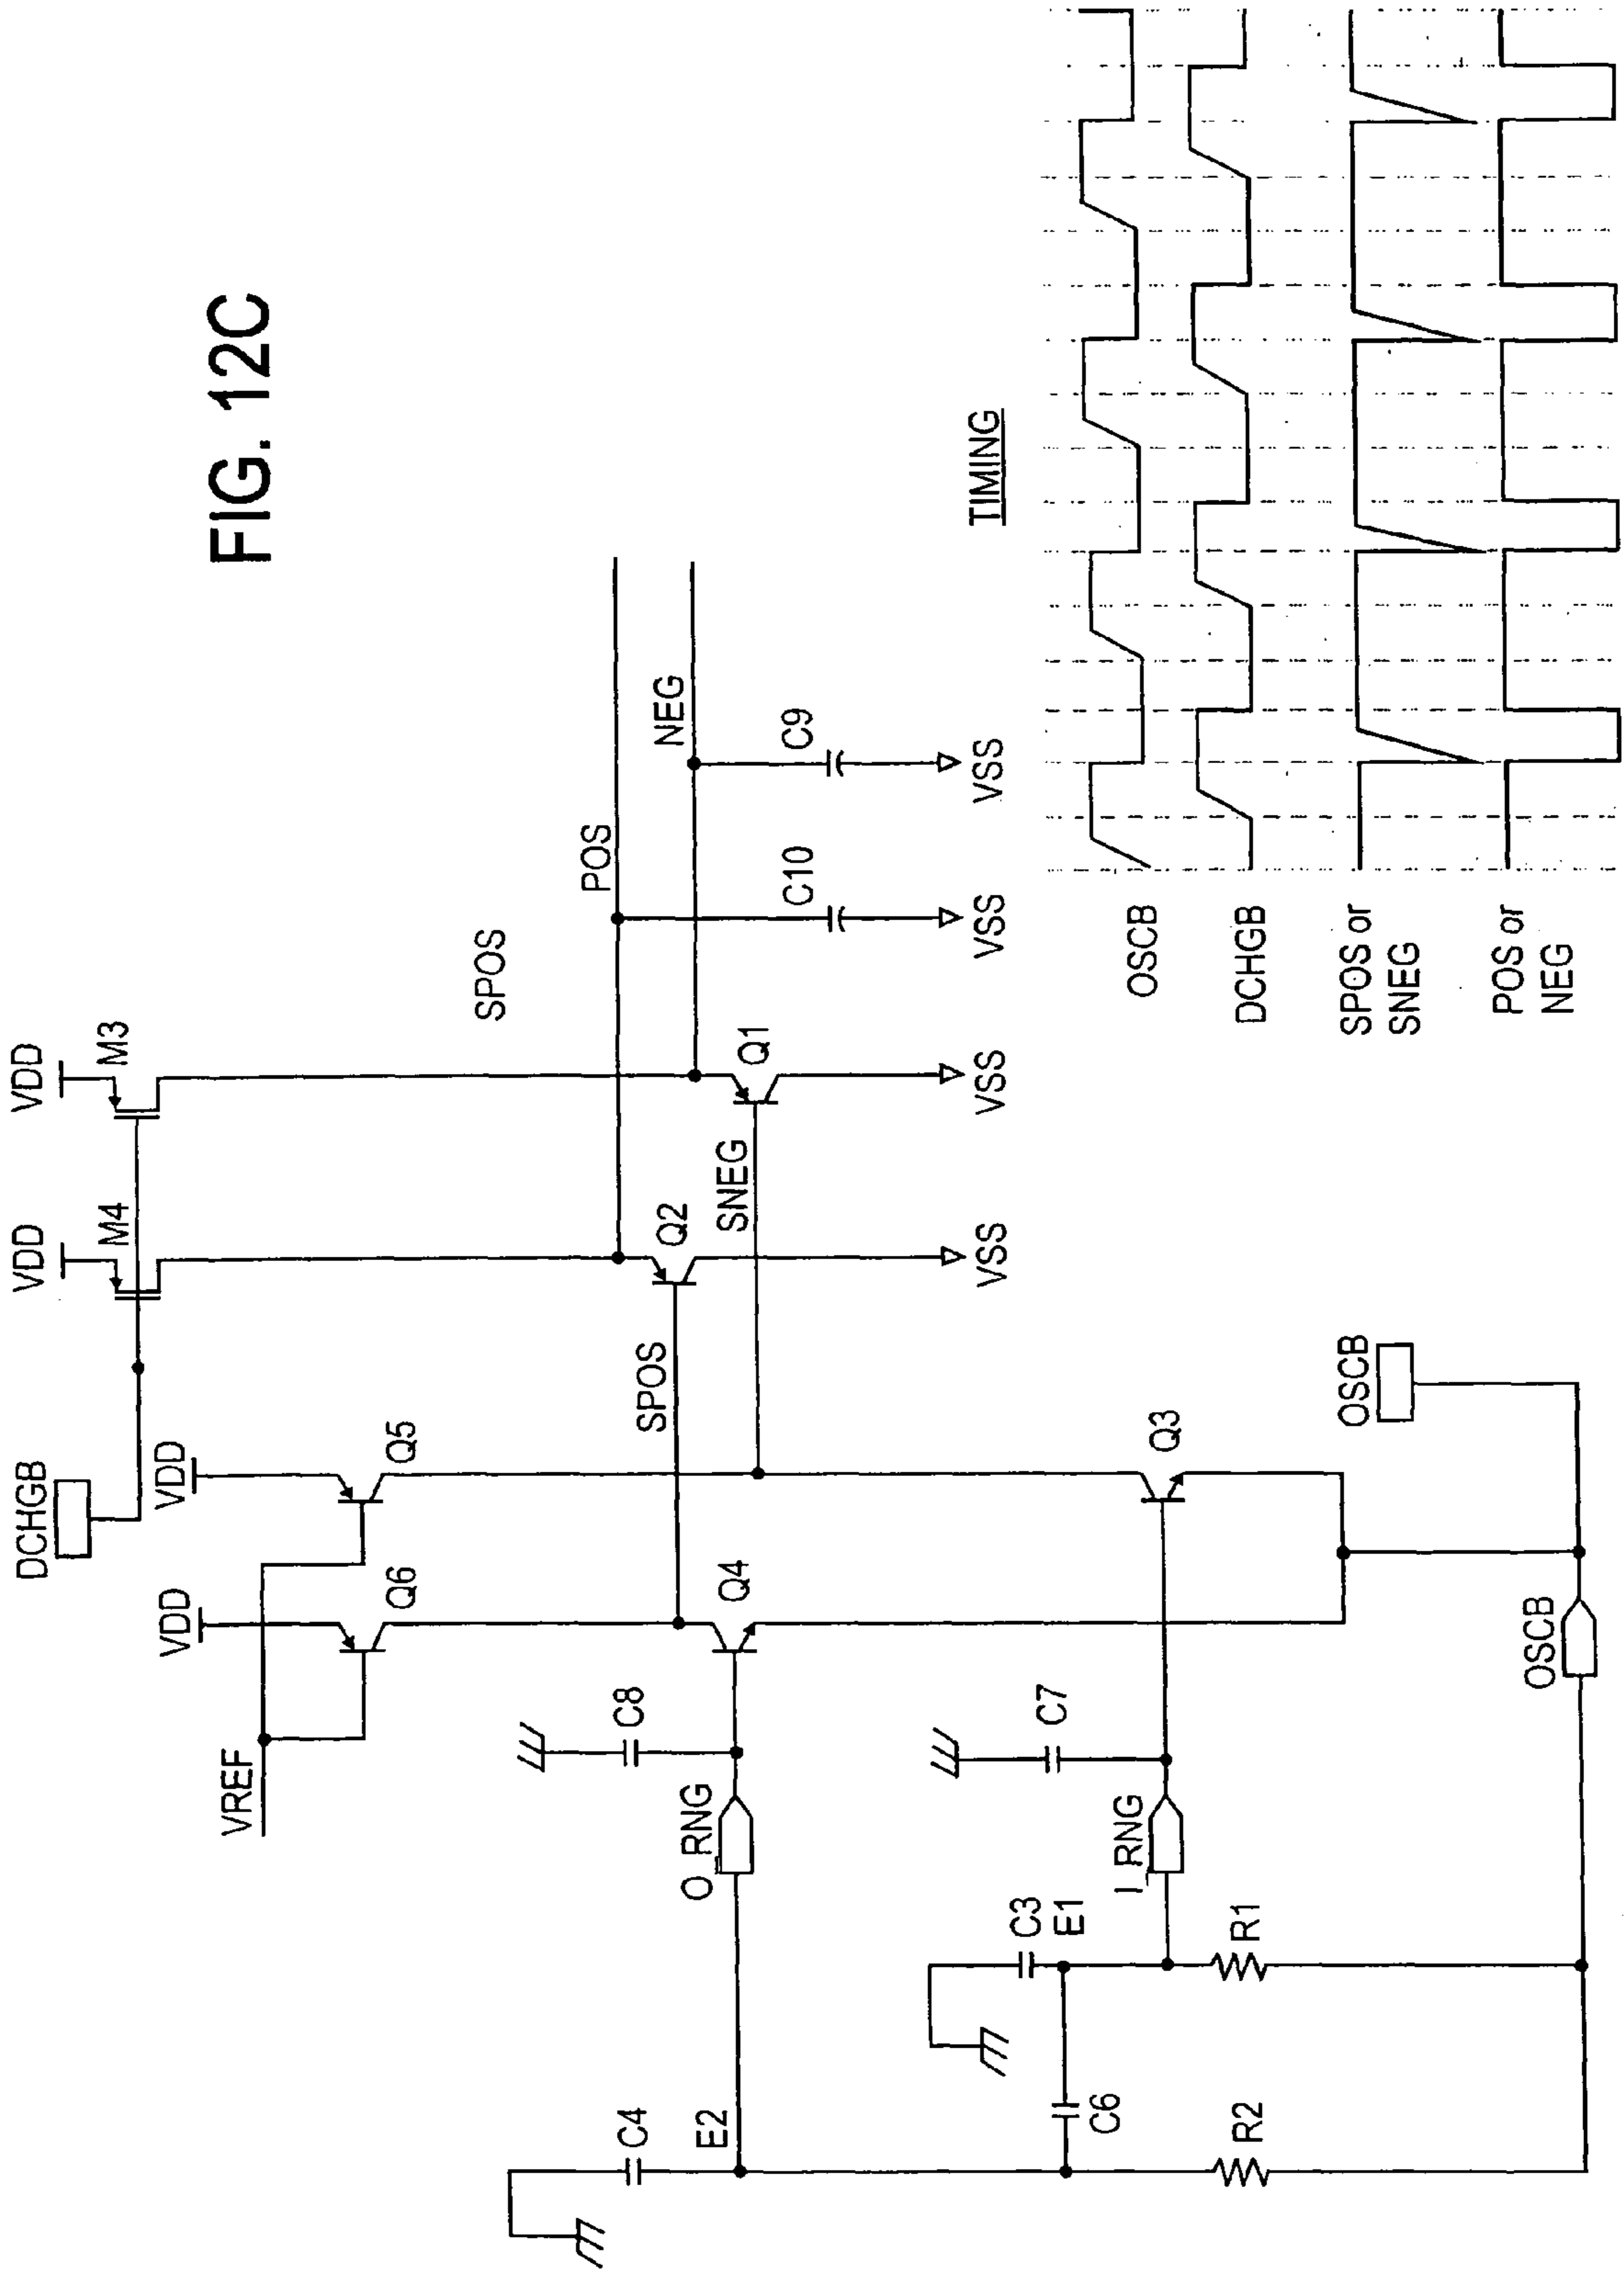 FIG. 12C
DCHGB
VDD
M4
VDD
M3
VDD
VDD
Q6
Q5
VREF
SPOS
Q2
SNEG
Q1
SPOS
POS
NEG
C10
C9
VSS
VSS
VSS
VSS
C8
O_RNG
Q4
C7
I_RNG
Q3
C4
E2
C3
E1
C6
R2
R1
OSCB
OSCB
TIMING
OSCB
DCHGB
SPOS or
SNEG
POS or
NEG